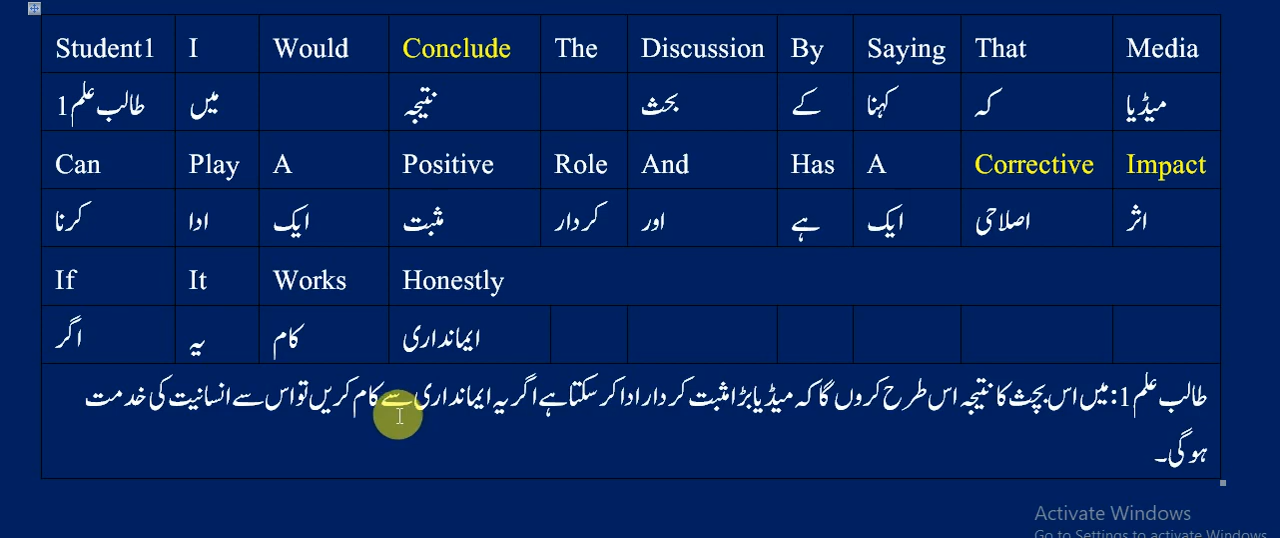 Student1 I Would Conclude The Discussion By Saying That Media
طالب علم1 میں نتیجہ بحث کے کہنا کہ میڈیا
Can Play A Positive Role And Has A Corrective Impact
کرنا ادا ایک مثبت کردار اور ہے ایک اصلاحی اثر
If It Works Honestly
اگر یہ کام ایمانداری
طالب علم1: میں اس بحث کا نتیجہ اس طرح کروں گا کہ میڈیا بڑا مثبت کردار ادا کر سکتا ہے اگر یہ ایمانداری سے کام کریں تو اس سے انسانیت کی خدمت
ہو گی۔
Activate Windows
Go to Settings to activate Windows.